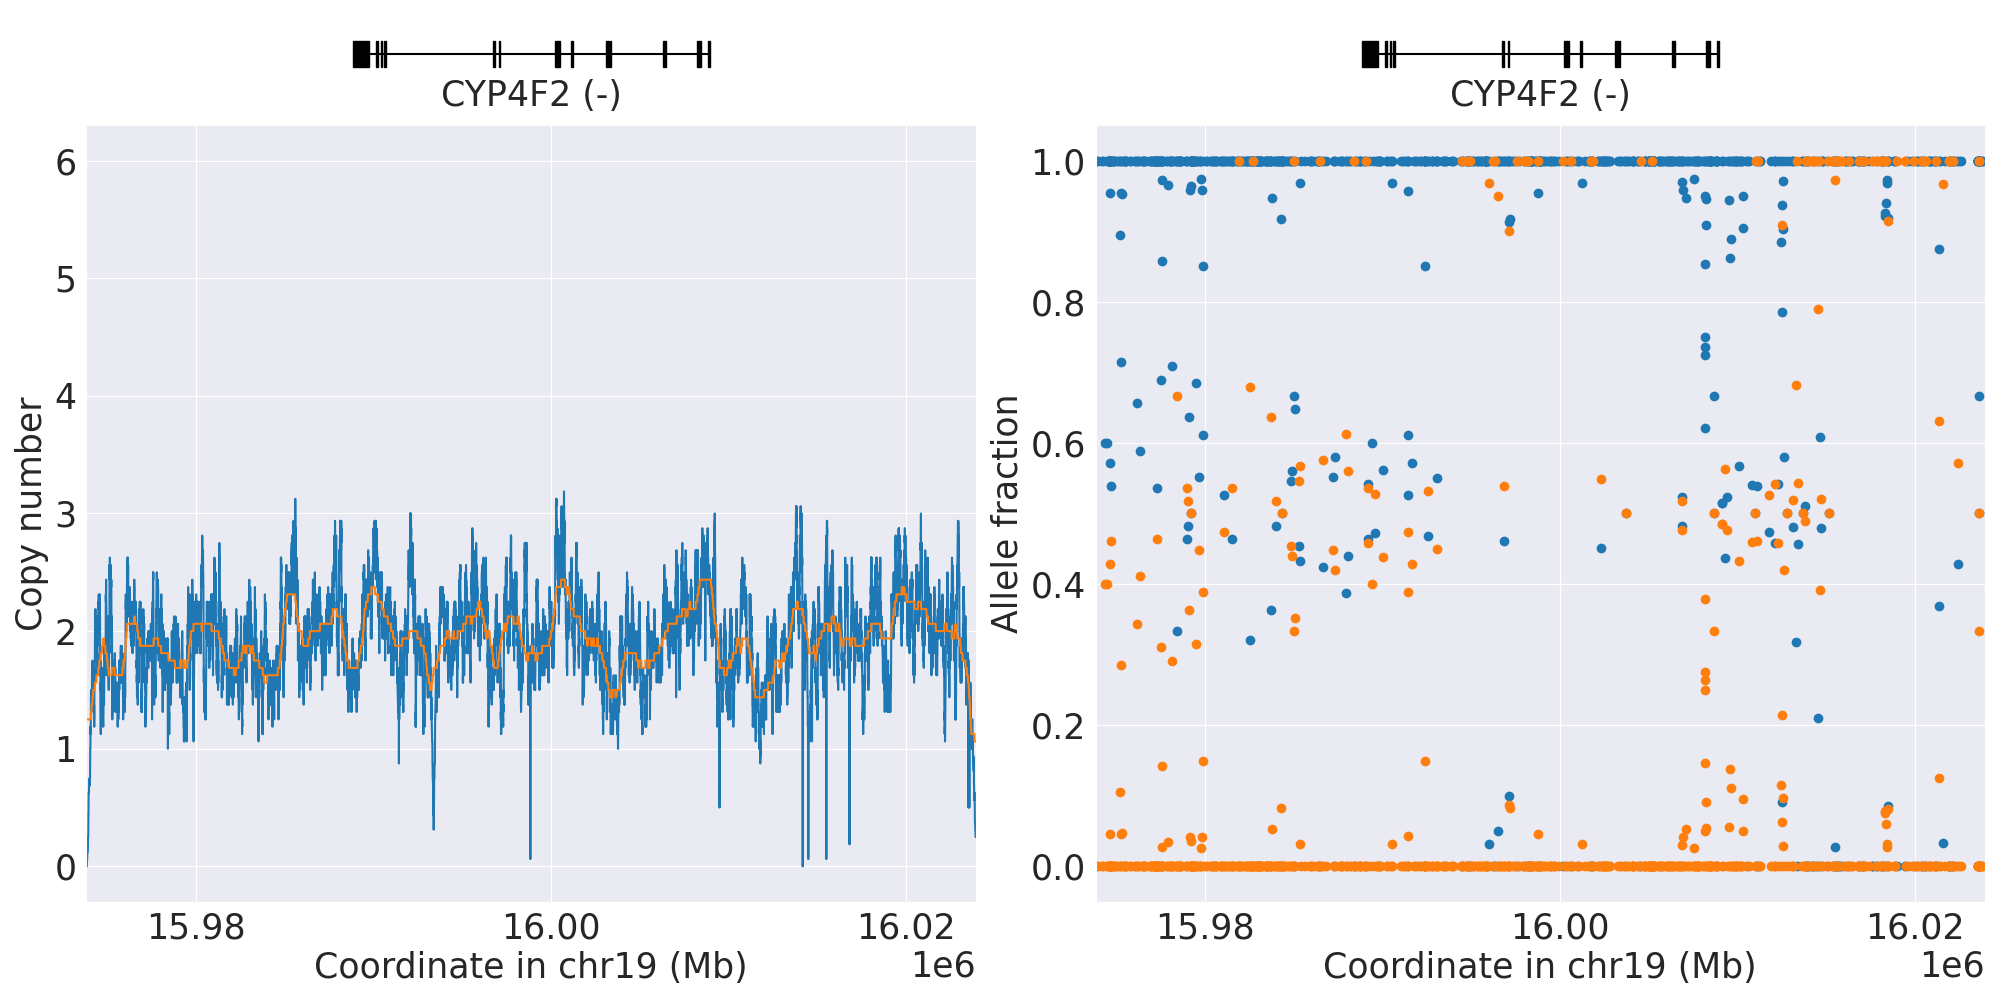 CYP4F2 (-)
Copy number
6
5
4
3
2
1
0
15.98
16.00
16.02
Coordinate in chr19 (Mb)
1e6
CYP4F2 (-)
Allele fraction
1.0
0.8
0.6
0.4
0.2
0.0
15.98
16.00
16.02
Coordinate in chr19 (Mb)
1e6